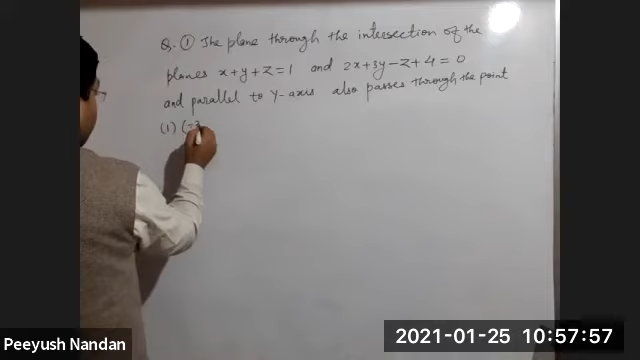 Q. ① The plane through the intersection of the
planes x+y+z=1 and 2x+3y-z+4=0
and parallel to Y-axis also passes through the point
(1) (-3
Peeyush Nandan
2021-01-25 10:57:57